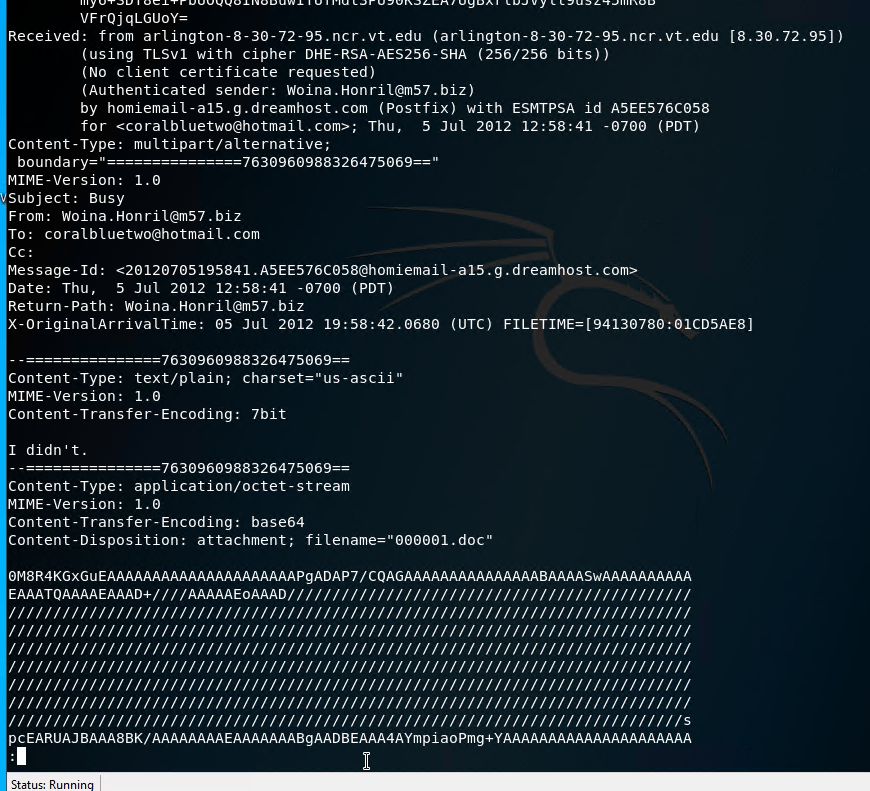 VFrQjqLGUoY=
Received: from arlington-8-30-72-95.ncr.vt.edu (arlington-8-30-72-95.ncr.vt.edu [8.30.72.95])
(using TLSv1 with cipher DHE-RSA-AES256-SHA (256/256 bits))
(No client certificate requested)
(Authenticated sender: Woina.Honril@m57.biz)
by homiemail-a15.g.dreamhost.com (Postfix) with ESMTPSA id A5EE576C058
for <coralbluetwo@hotmail.com>; Thu,  5 Jul 2012 12:58:41 -0700 (PDT)
Content-Type: multipart/alternative;
boundary="===============7630960988326475069=="
MIME-Version: 1.0
Subject: Busy
From: Woina.Honril@m57.biz
To: coralbluetwo@hotmail.com
Cc:
Message-Id: <20120705195841.A5EE576C058@homiemail-a15.g.dreamhost.com>
Date: Thu,  5 Jul 2012 12:58:41 -0700 (PDT)
Return-Path: Woina.Honril@m57.biz
X-OriginalArrivalTime: 05 Jul 2012 19:58:42.0680 (UTC) FILETIME=[94130780:01CD5AE8]
--===============7630960988326475069==
Content-Type: text/plain; charset="us-ascii"
MIME-Version: 1.0
Content-Transfer-Encoding: 7bit
I didn't.
--===============7630960988326475069==
Content-Type: application/octet-stream
MIME-Version: 1.0
Content-Transfer-Encoding: base64
Content-Disposition: attachment; filename="000001.doc"
0M8R4KGxGuEAAAAAAAAAAAAAAAAAAAAAPgADAP7/CQAGAAAAAAAAAAAAAAABAAAASwAAAAAAAAAA
EAAATQAAAAEAAAD+////AAAAAEoAAAD/////////////////////////////////////////////
////////////////////////////////////////////////////////////////////////////
////////////////////////////////////////////////////////////////////////////
////////////////////////////////////////////////////////////////////////////
////////////////////////////////////////////////////////////////////////////
////////////////////////////////////////////////////////////////////////////
////////////////////////////////////////////////////////////////////////////
///////////////////////////////////////////////////////////////////////////s
pcEARUAJBAAA8BK/AAAAAAAAEAAAAAAABgAADBEAAA4AYmpiaoPmg+YAAAAAAAAAAAAAAAAAAAAA
:
Status: Running